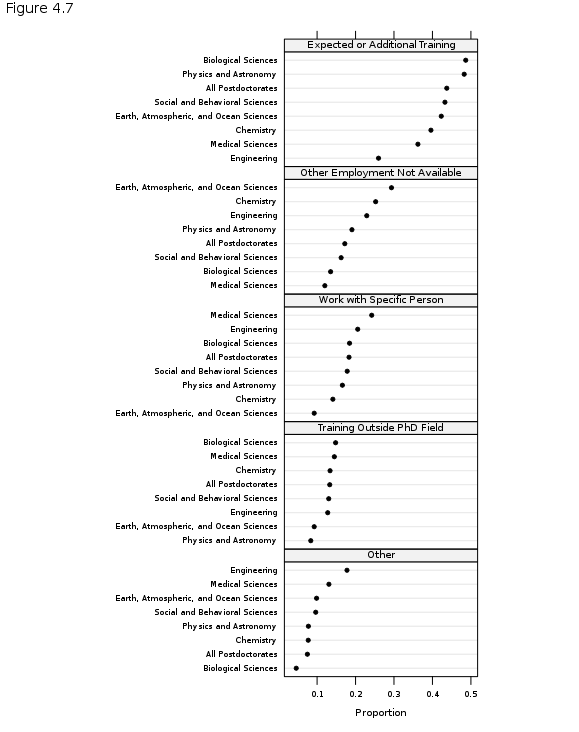 Figure 4.7
Expected or Additional Training
Biological Sciences
Physics and Astronomy
All Postdoctorates
Social and Behavioral Sciences
Earth, Atmospheric, and Ocean Sciences
Chemistry
Medical Sciences
Engineering
Other Employment Not Available
Earth, Atmospheric, and Ocean Sciences
Chemistry
Engineering
Physics and Astronomy
All Postdoctorates
Social and Behavioral Sciences
Biological Sciences
Medical Sciences
Work with Specific Person
Medical Sciences
Engineering
Biological Sciences
All Postdoctorates
Social and Behavioral Sciences
Physics and Astronomy
Chemistry
Earth, Atmospheric, and Ocean Sciences
Training Outside PhD Field
Biological Sciences
Medical Sciences
Chemistry
All Postdoctorates
Social and Behavioral Sciences
Engineering
Earth, Atmospheric, and Ocean Sciences
Physics and Astronomy
Other
Engineering
Medical Sciences
Earth, Atmospheric, and Ocean Sciences
Social and Behavioral Sciences
Physics and Astronomy
Chemistry
All Postdoctorates
Biological Sciences
0.1 0.2 0.3 0.4 0.5
Proportion